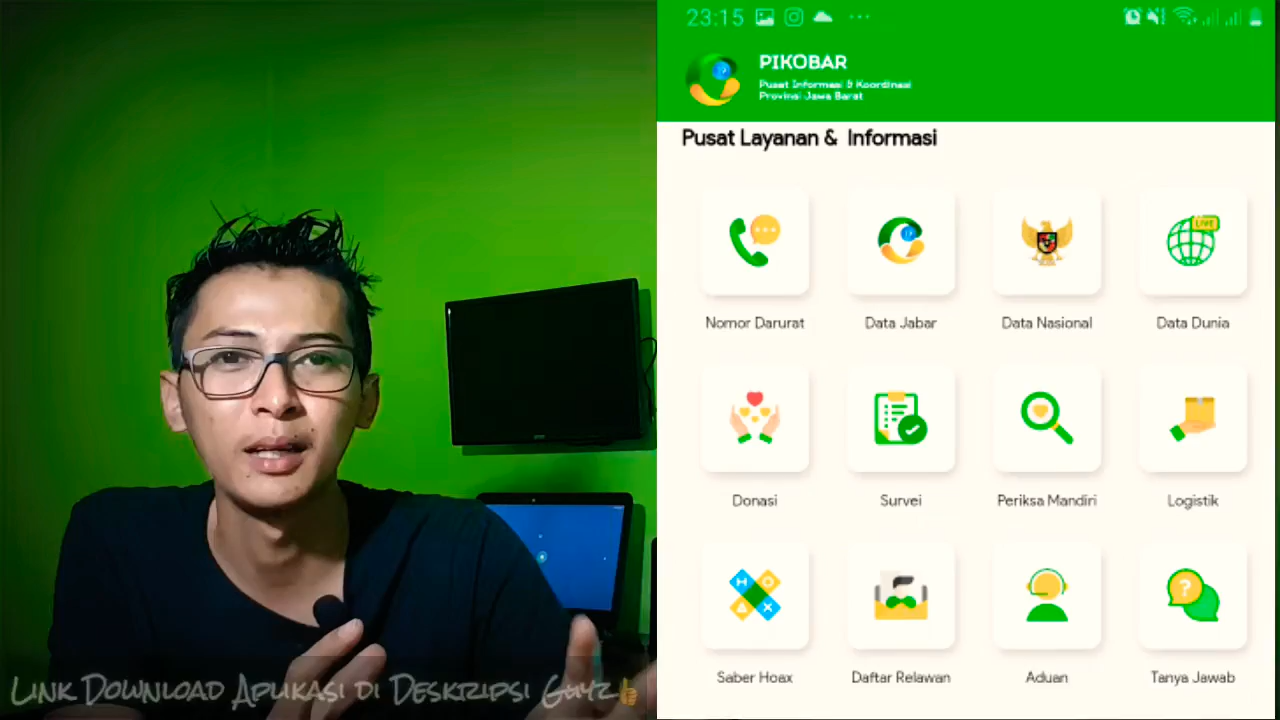 23:15
PIKOBAR
Pusat Informasi & Koordinasi
Provinsi Jawa Barat
Pusat Layanan & Informasi
LIVE
Nomor Darurat
Data Jabar
Data Nasional
Data Dunia
Donasi
Survei
Periksa Mandiri
Logistik
H O
A X
?
Saber Hoax
Daftar Relawan
Aduan
Tanya Jawab
Link Download Aplikasi di Deskripsi Guyz